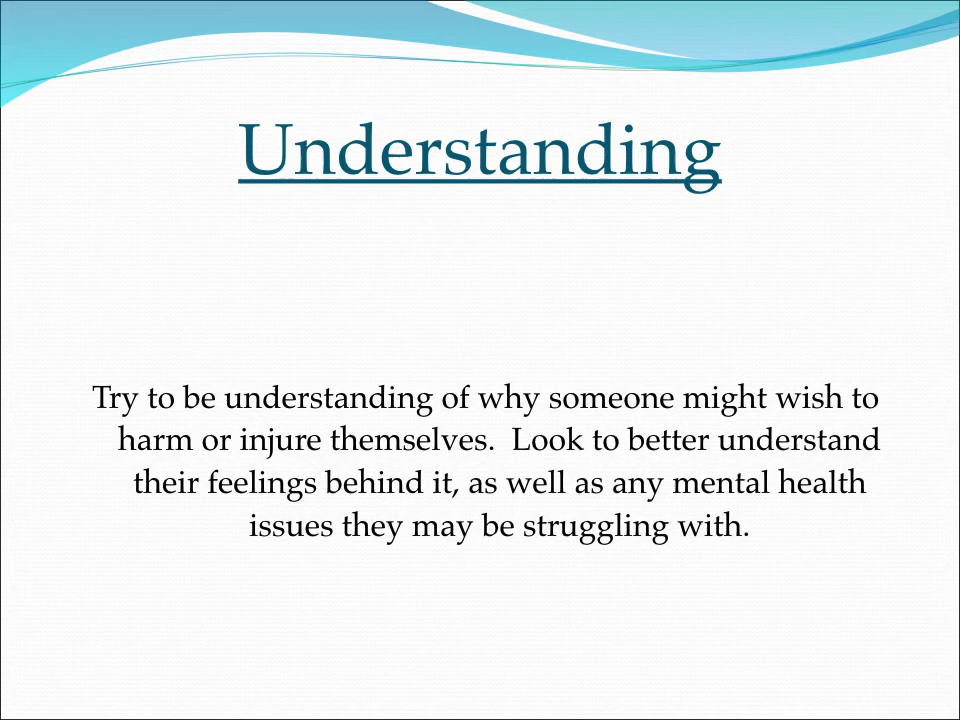 Understanding
Try to be understanding of why someone might wish to
harm or injure themselves.  Look to better understand
their feelings behind it, as well as any mental health
issues they may be struggling with.